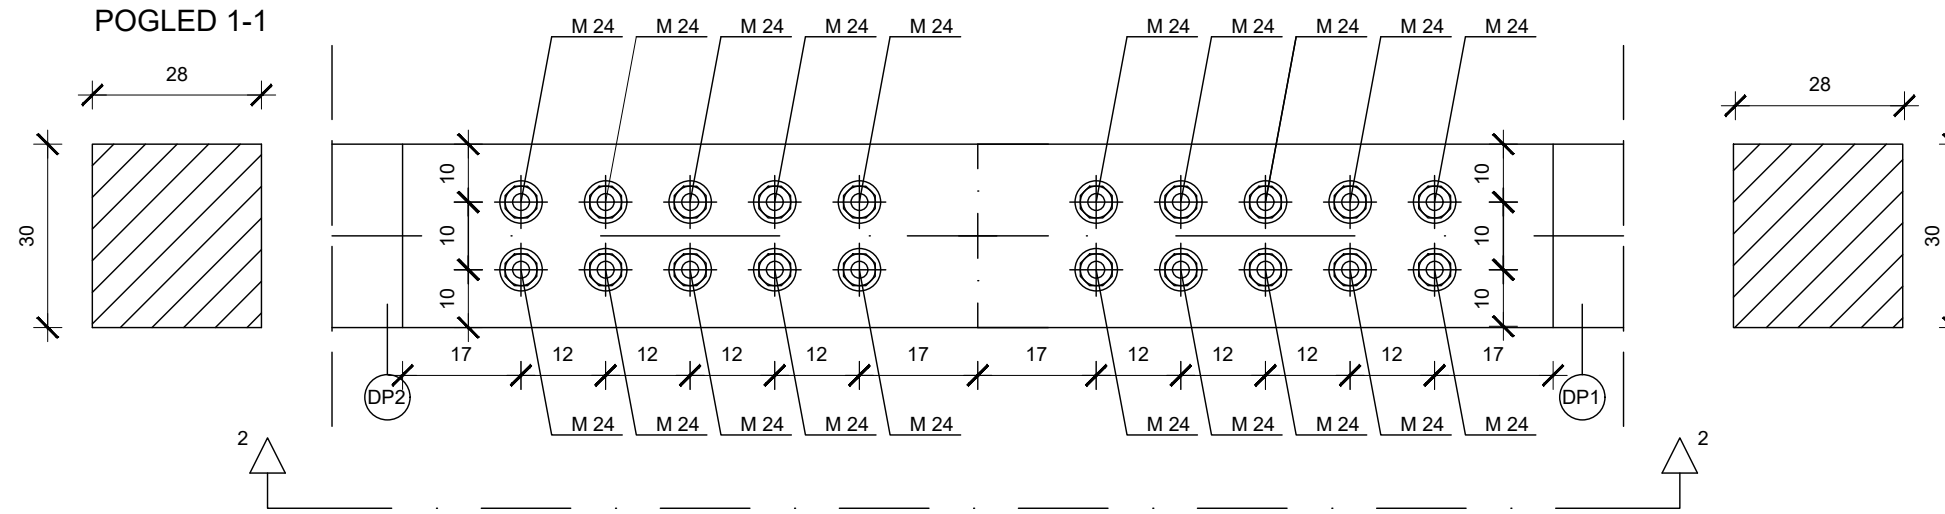 POGLED 1-1
M 24 M 24 M 24 M 24 M 24 M 24 M 24 M 24 M 24 M 24
28 28
10 10
30 10 10 30
10 10
17 12 12 12 12 17 17 12 12 12 12 17
DP2 DP1
M 24 M 24 M 24 M 24 M 24 M 24 M 24 M 24 M 24 M 24
2 2